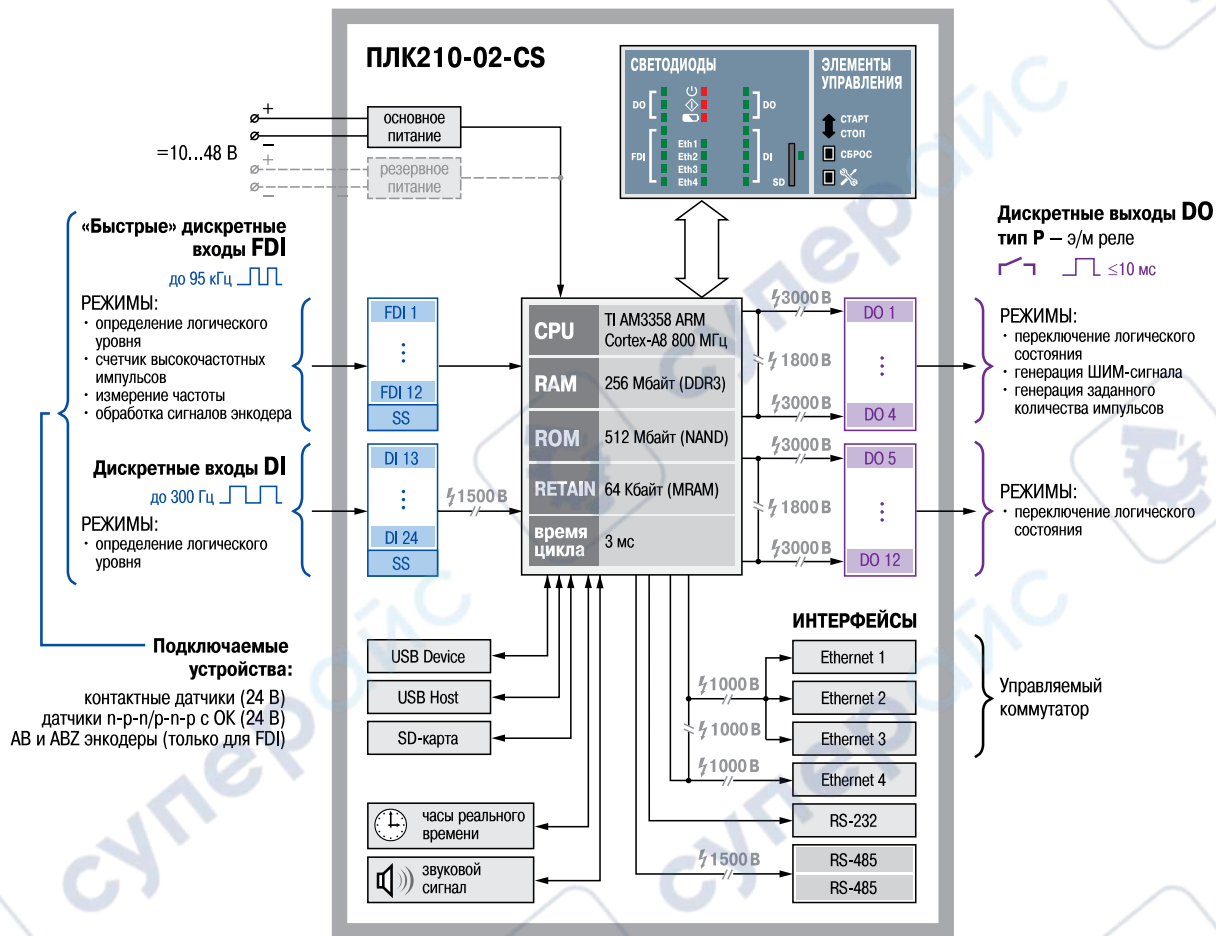 ПЛК210-02-CS
СВЕТОДИОДЫ
DO
DO
FDI
Eth1
Eth2
Eth3
Eth4
DI
SD
ЭЛЕМЕНТЫ
УПРАВЛЕНИЯ
СТАРТ
СТОП
СБРОС
+
−
=10...48 В
+
−
основное
питание
резервное
питание
«Быстрые» дискретные
входы FDI
до 95 кГц
РЕЖИМЫ:
· определение логического
уровня
· счетчик высокочастотных
импульсов
· измерение частоты
· обработка сигналов энкодера
Дискретные входы DI
до 300 Гц
РЕЖИМЫ:
· определение логического
уровня
Подключаемые
устройства:
контактные датчики (24 В)
датчики n-p-n/p-n-p с ОК (24 В)
AB и ABZ энкодеры (только для FDI)
FDI 1
FDI 12
SS
DI 13
DI 24
SS
1500 В
CPU
TI AM3358 ARM
Cortex-A8 800 МГц
RAM
256 Мбайт (DDR3)
ROM
512 Мбайт (NAND)
RETAIN
64 Кбайт (MRAM)
время
цикла
3 мс
3000 В
1800 В
3000 В
3000 В
1800 В
3000 В
DO 1
DO 4
DO 5
DO 12
Дискретные выходы DO
тип Р – э/м реле
≤10 мс
РЕЖИМЫ:
· переключение логического
состояния
· генерация ШИМ-сигнала
· генерация заданного
количества импульсов
РЕЖИМЫ:
· переключение логического
состояния
USB Device
USB Host
SD-карта
часы реального
времени
звуковой
сигнал
ИНТЕРФЕЙСЫ
1000 В
1000 В
1000 В
1500 В
Ethernet 1
Ethernet 2
Ethernet 3
Ethernet 4
RS-232
RS-485
RS-485
Управляемый
коммутатор
суперайс
суперайс